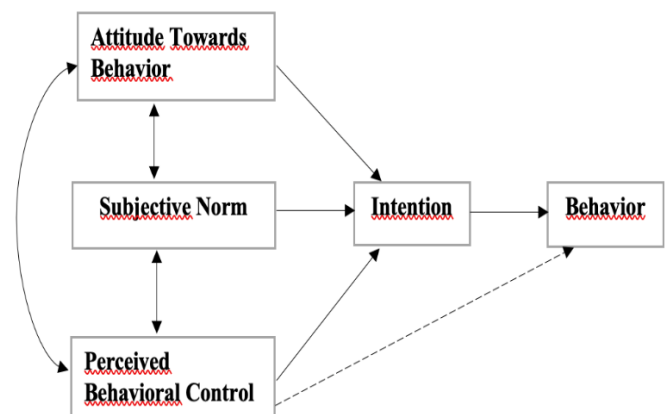 Attitude Towards
Behavior
Subjective Norm
Intention
Behavior
Perceived
Behavioral Control